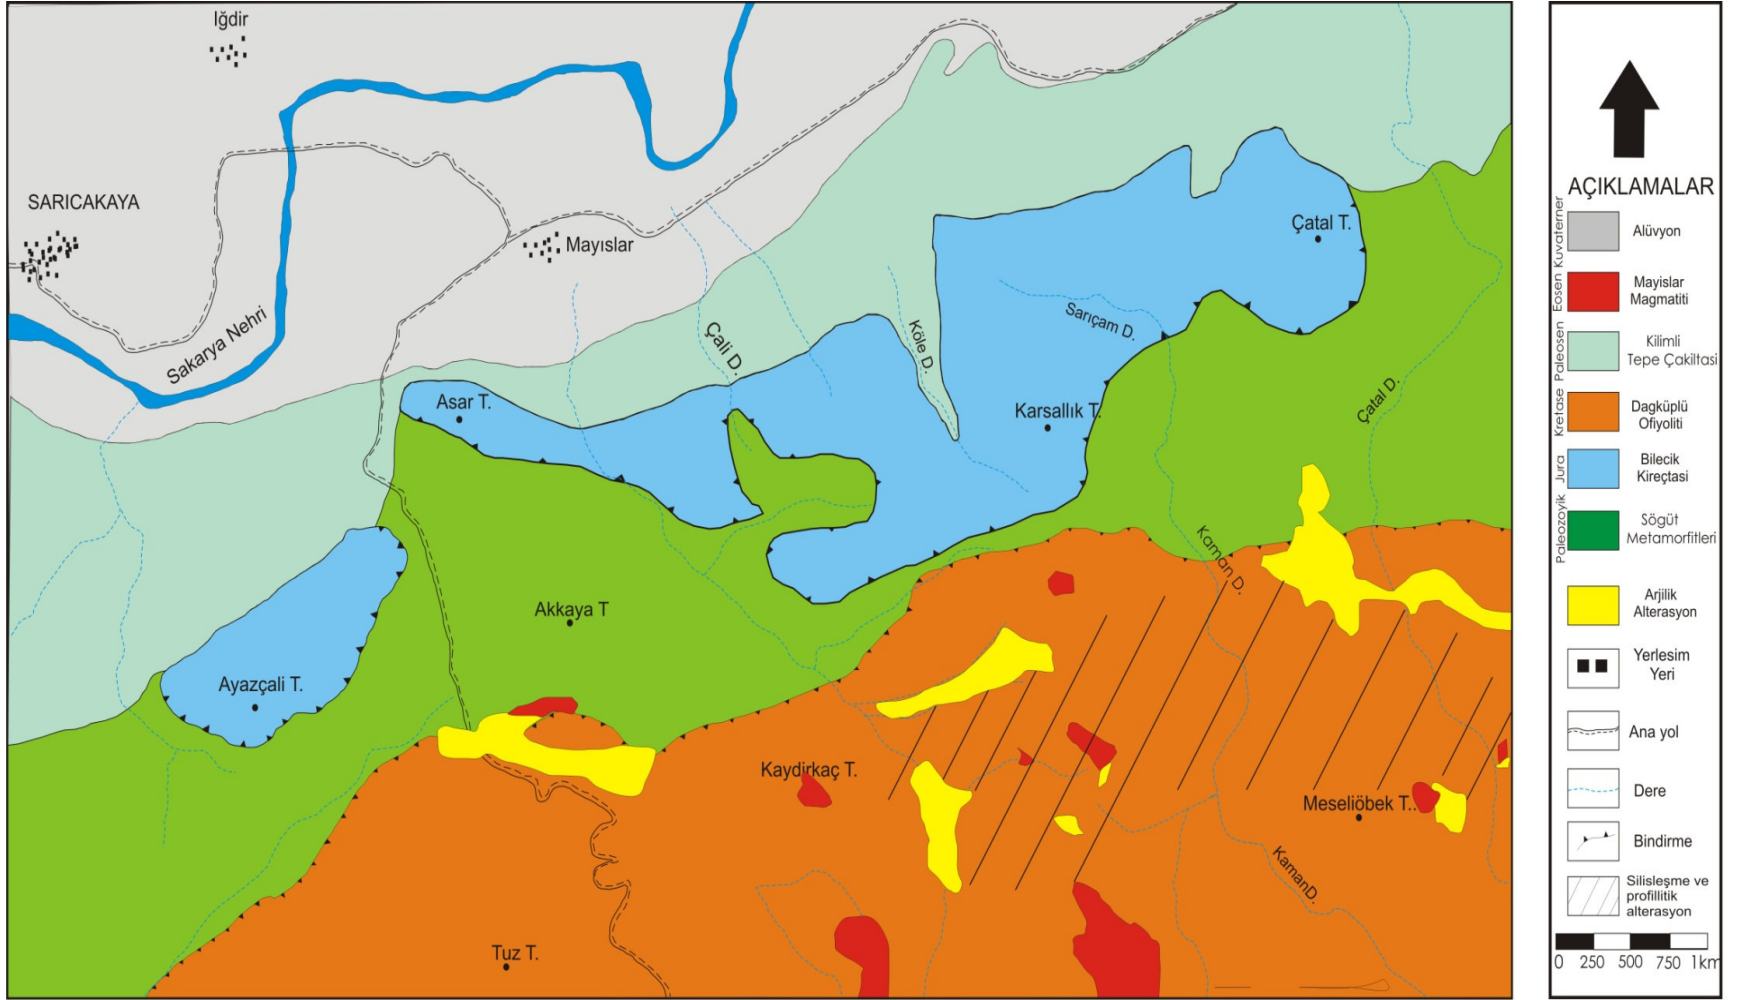 Iğdir
SARICAKAYA
Mayıslar
Sakarya Nehri
Çatal T.
Sarıçam D.
Köle D.
Çali D.
Asar T.
Karsallık T.
Çatal D.
Kaman D.
Akkaya T
Ayazçali T.
Kaydirkaç T.
Meseliöbek T..
KamanD.
Tuz T.
AÇIKLAMALAR
Kuvaterner
Alüvyon
Eosen
Mayislar
Magmatiti
Paleosen
Kilimli
Tepe Çakiltasi
Kretase
Dagküplü
Ofiyoliti
Jura
Bilecik
Kireçtasi
Paleozoyik
Sögüt
Metamorfitleri
Arjilik
Alterasyon
Yerlesim
Yeri
Ana yol
Dere
Bindirme
Silisleşme ve
profillitik
alterasyon
0 250 500 750 1km